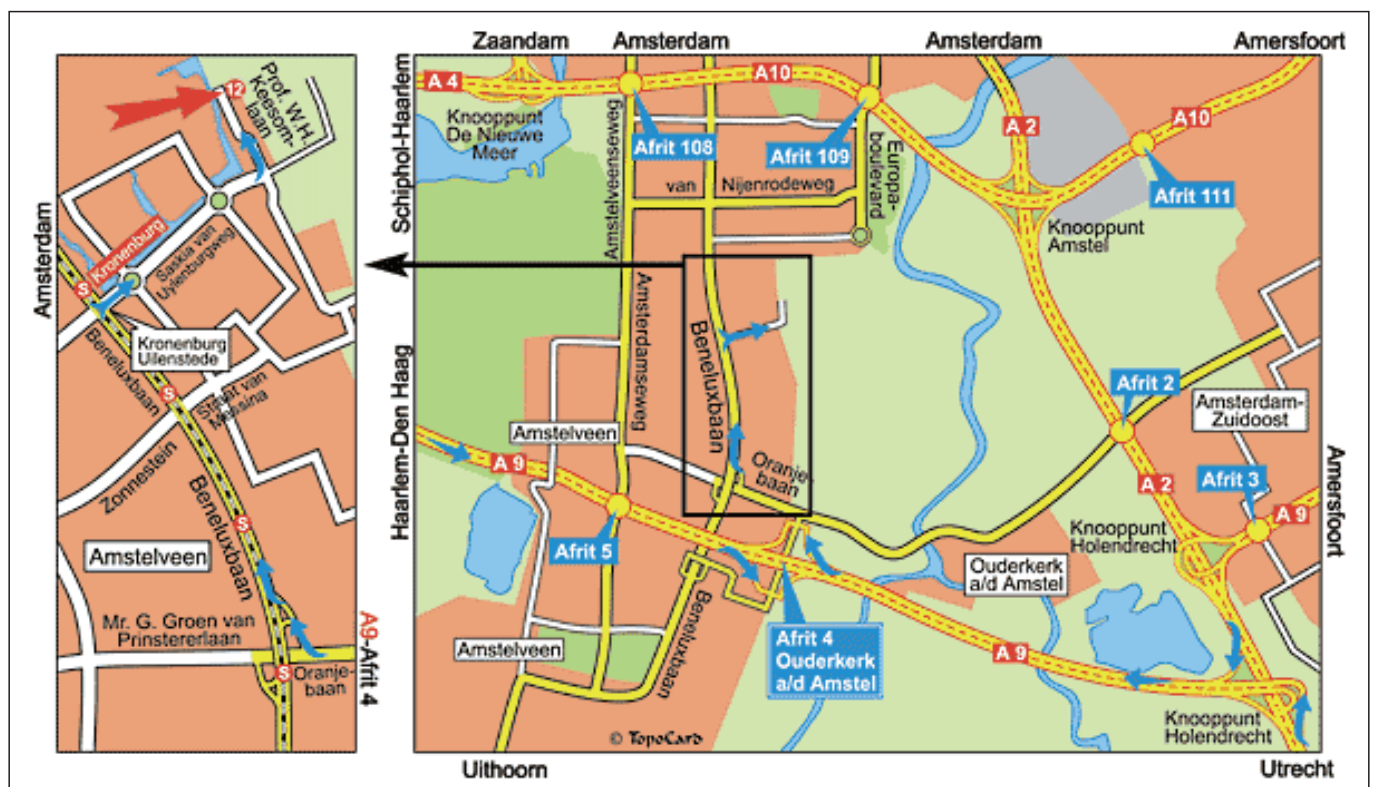 Zaandam
Amsterdam
Amsterdam
Amersfoort
Amsterdam
Prof. W.H.
Keesom-
laan
12
S
Kronenburg
Saskia van
Uylenburgweg
Kronenburg
Uilenstede
Beneluxbaan
S
Straat van
Messina
Zonnestein
Beneluxbaan
S
Amstelveen
Mr. G. Groen van
Prinstererlaan
S
Oranje-
baan
A9-Afrit 4
Schiphol-Haarlem
Haarlem-Den Haag
A 4
Knooppunt
De Nieuwe
Meer
Amstelveenseweg
Afrit 108
A10
Afrit 109
Europa-
boulevard
van Nijenrodeweg
A 2
A10
Afrit 111
Knooppunt
Amstel
Amsterdamseweg
Beneluxbaan
Amstelveen
Oranje-
baan
A 9
Afrit 5
Afrit 2
Amsterdam-
Zuidoost
A 2
Afrit 3
A 9
Knooppunt
Holendrecht
Amersfoort
Ouderkerk
a/d Amstel
Beneluxbaan
Amstelveen
Afrit 4
Ouderkerk
a/d Amstel
A 9
Knooppunt
Holendrecht
© TopoCard
Uithoorn
Utrecht